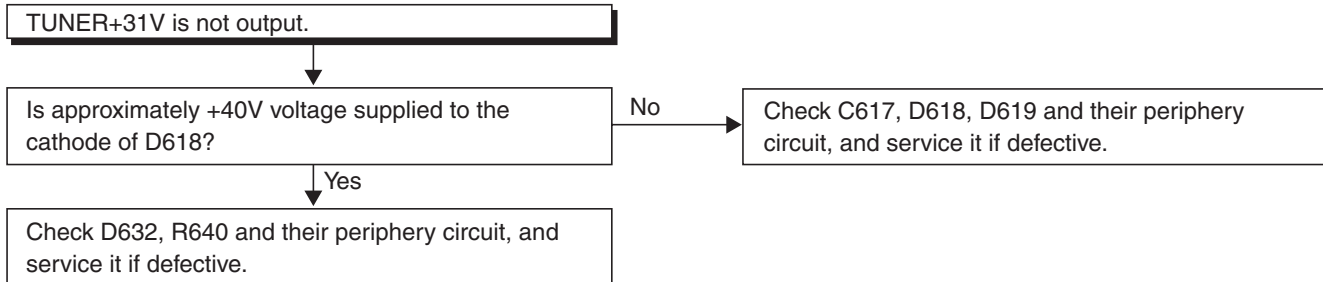 TUNER+31V is not output.
Is approximately +40V voltage supplied to the
cathode of D618?
No
Check C617, D618, D619 and their periphery
circuit, and service it if defective.
Yes
Check D632, R640 and their periphery circuit, and
service it if defective.